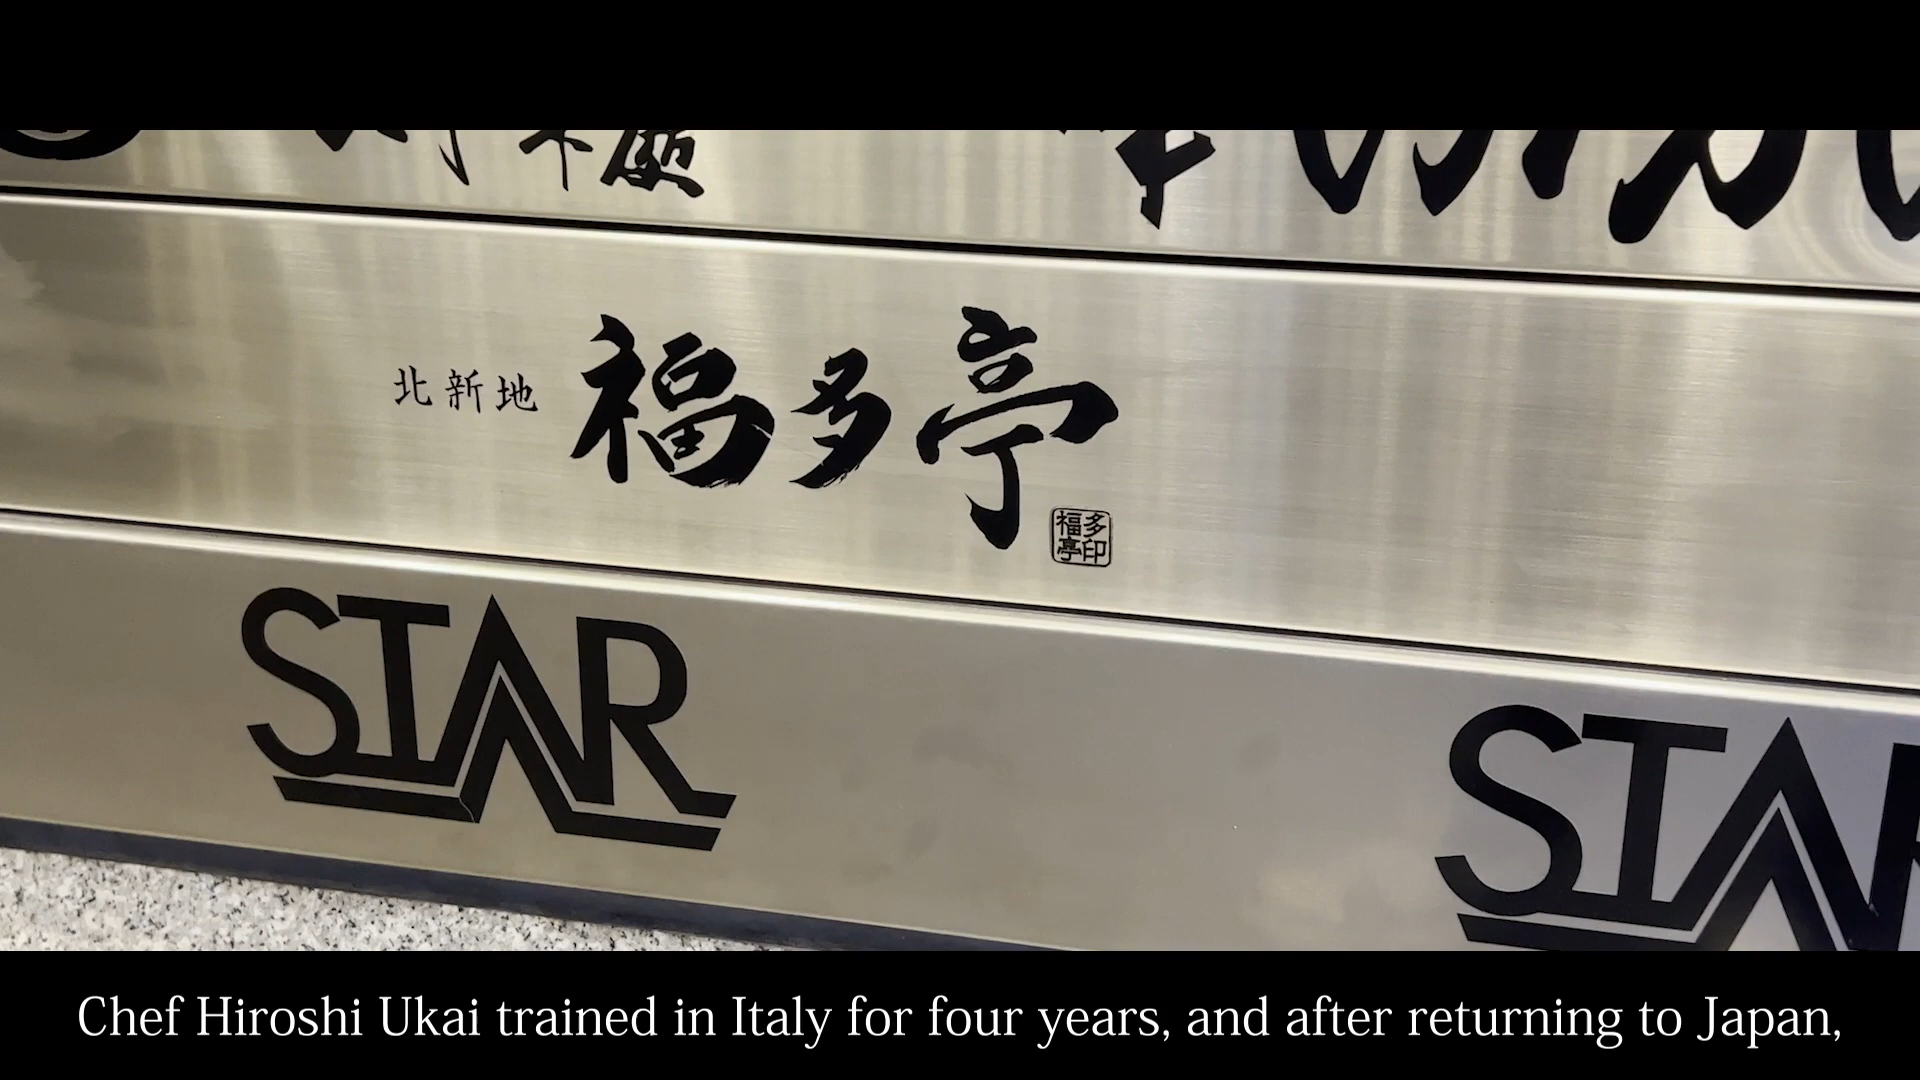 北新地 福多亭
多印
福亭
STAR
STAR
Chef Hiroshi Ukai trained in Italy for four years, and after returning to Japan,